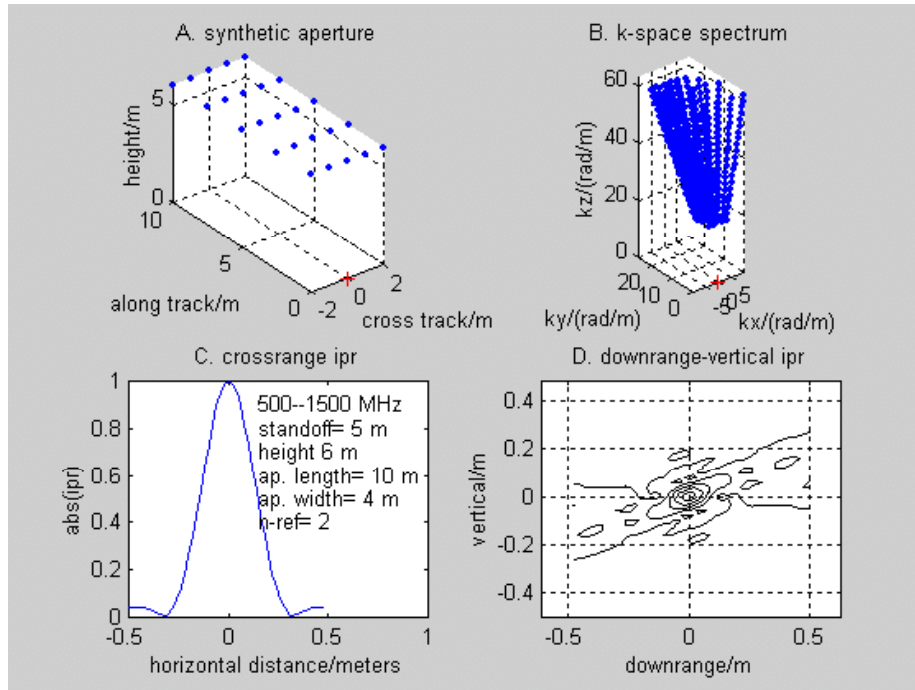 A. synthetic aperture
height/m
5
0
10
5
0
-2
0
2
along track/m
cross track/m
B. k-space spectrum
kz/(rad/m)
60
40
20
0
20
10
0
-5
0
5
ky/(rad/m)
kx/(rad/m)
C. crossrange ipr
abs(ipr)
1
0.8
0.6
0.4
0.2
0
-0.5
0
0.5
1
horizontal distance/meters
500--1500 MHz
standoff= 5 m
height 6 m
ap. length= 10 m
ap. width= 4 m
n-ref= 2
D. downrange-vertical ipr
vertical/m
0.4
0.2
0
-0.2
-0.4
-0.5
0
0.5
downrange/m